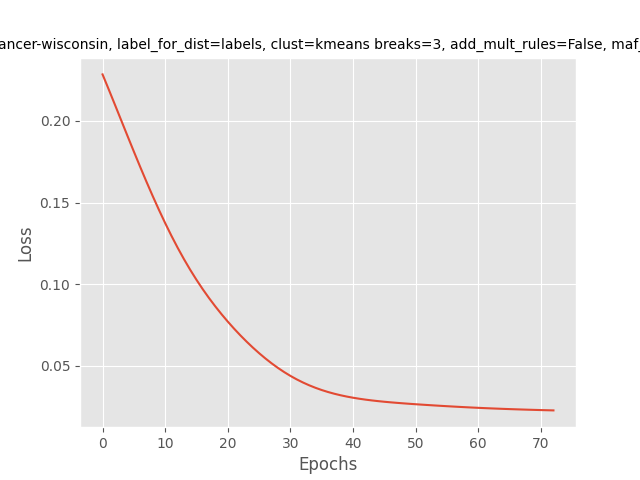 ancer-wisconsin, label_for_dist=labels, clust=kmeans breaks=3, add_mult_rules=False, maf_
0.20
0.15
0.10
0.05
Loss
0 10 20 30 40 50 60 70
Epochs